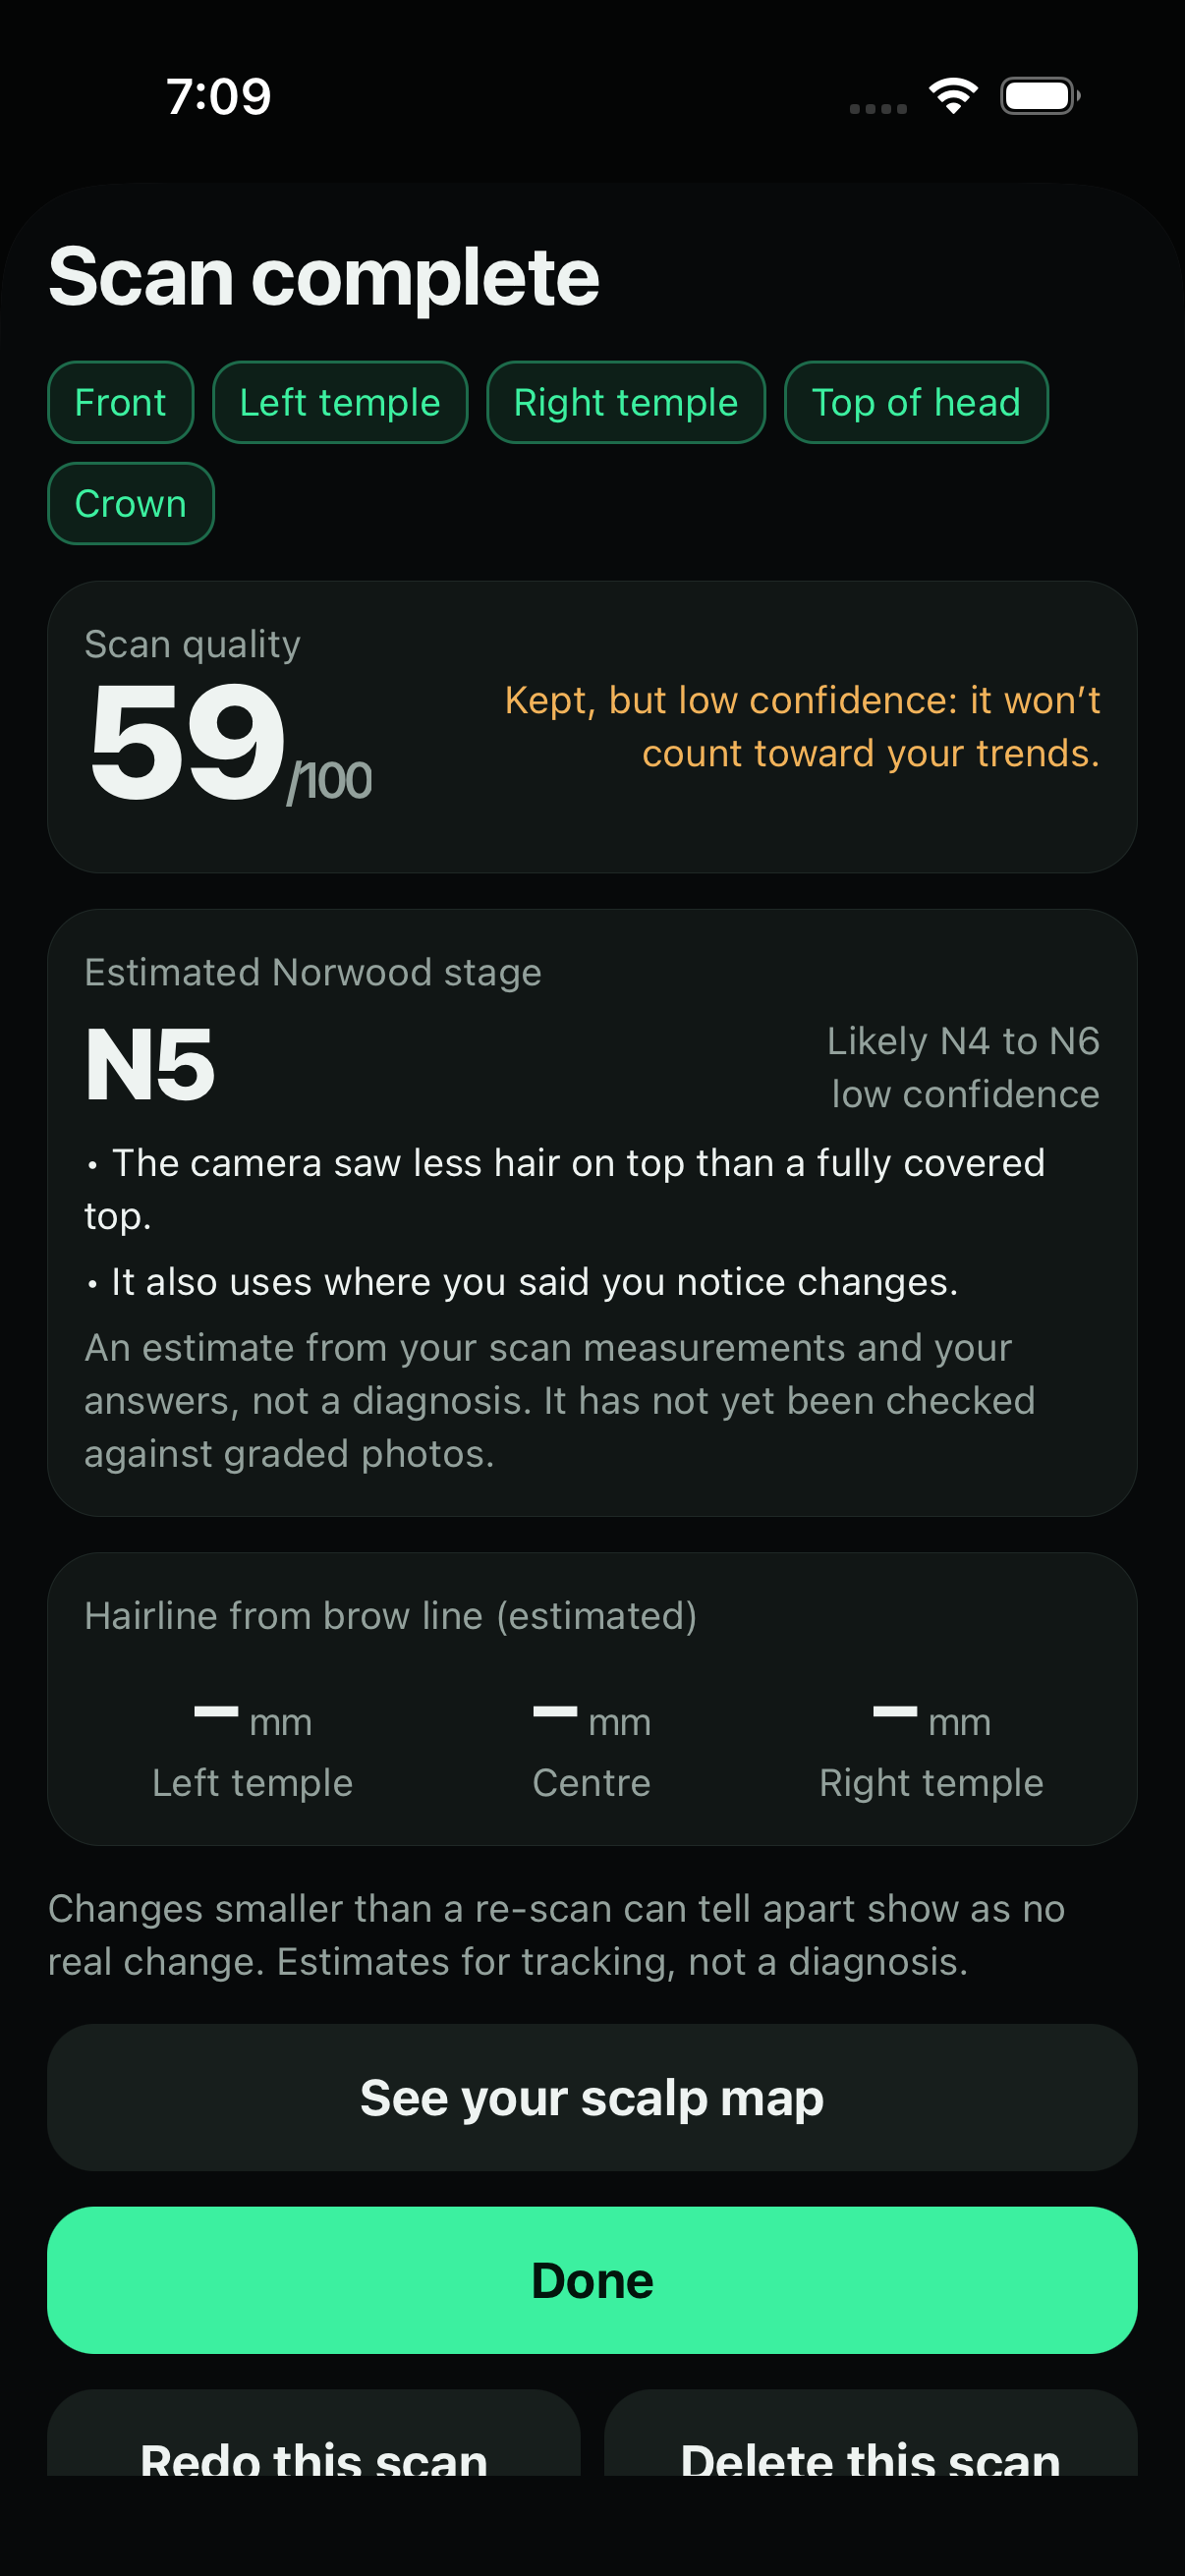 7:09
Scan complete
Front
Left temple
Right temple
Top of head
Crown
Scan quality
59/100
Kept, but low confidence: it won’t
count toward your trends.
Estimated Norwood stage
N5
Likely N4 to N6
low confidence
• The camera saw less hair on top than a fully covered
top.
• It also uses where you said you notice changes.
An estimate from your scan measurements and your
answers, not a diagnosis. It has not yet been checked
against graded photos.
Hairline from brow line (estimated)
– mm
– mm
– mm
Left temple
Centre
Right temple
Changes smaller than a re-scan can tell apart show as no
real change. Estimates for tracking, not a diagnosis.
See your scalp map
Done
Redo this scan
Delete this scan